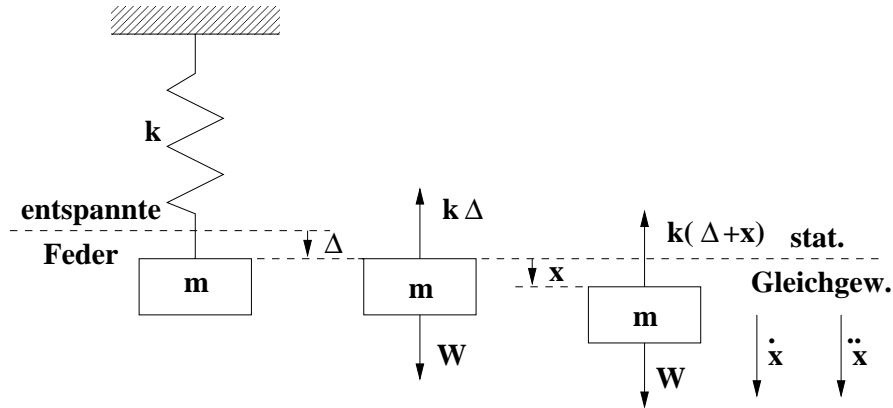 k
entspannte
Feder
Δ
m
k Δ
m
W
x
k( Δ +x)
stat.
Gleichgew.
m
W
ẋ
ẍ